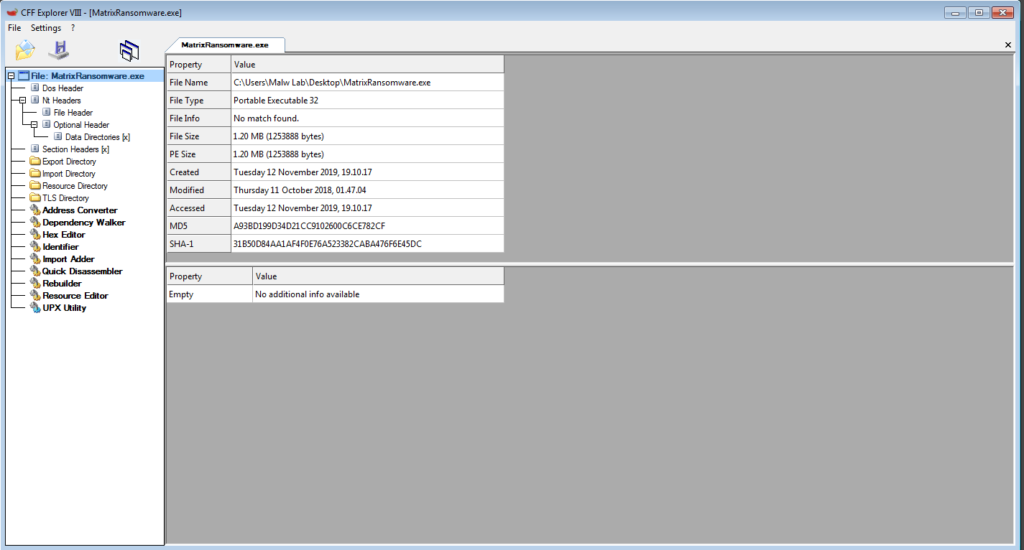 CFF Explorer VIII - [MatrixRansomware.exe]
File Settings ?
MatrixRansomware.exe
File: MatrixRansomware.exe
Dos Header
Nt Headers
File Header
Optional Header
Data Directories [x]
Section Headers [x]
Export Directory
Import Directory
Resource Directory
TLS Directory
Address Converter
Dependency Walker
Hex Editor
Identifier
Import Adder
Quick Disassembler
Rebuilder
Resource Editor
UPX Utility
Property Value
File Name C:\Users\Malw Lab\Desktop\MatrixRansomware.exe
File Type Portable Executable 32
File Info No match found.
File Size 1.20 MB (1253888 bytes)
PE Size 1.20 MB (1253888 bytes)
Created Tuesday 12 November 2019, 19.10.17
Modified Thursday 11 October 2018, 01.47.04
Accessed Tuesday 12 November 2019, 19.10.17
MD5 A93BD199D34D21CC9102600C6CE782CF
SHA-1 31B50D84AA1AF4F0E76A523382CABA476F6E45DC
Property Value
Empty No additional info available